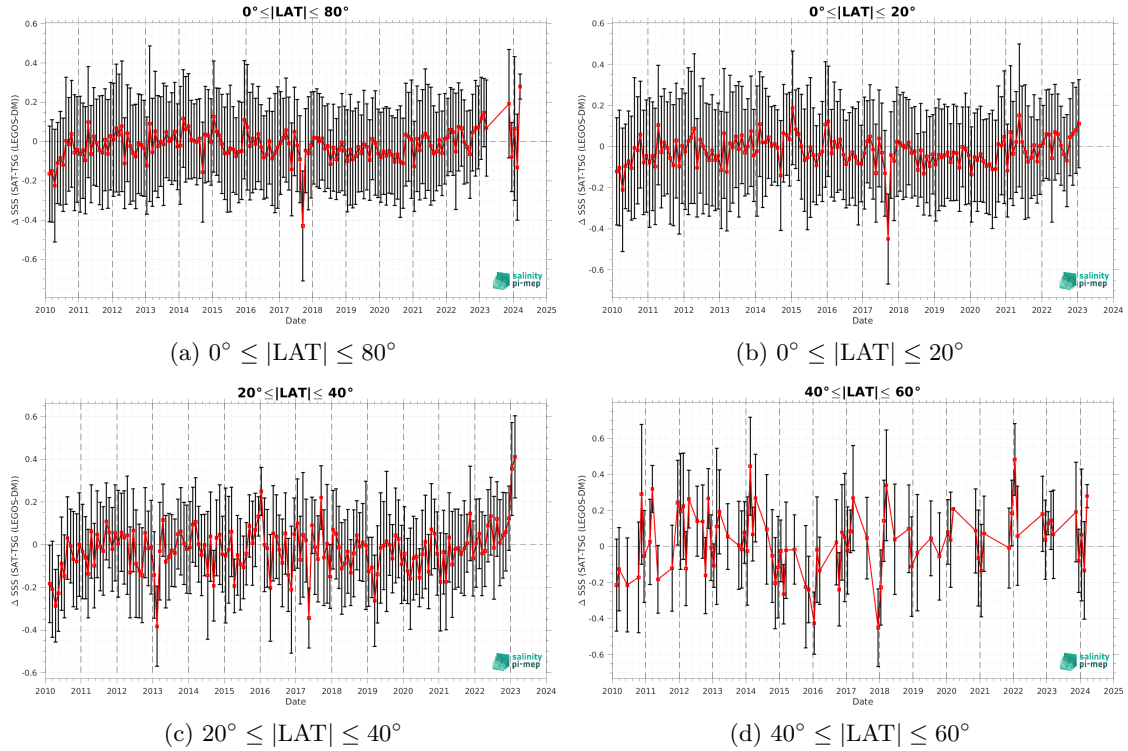 0°≤|LAT|≤ 80°
Δ SSS (SAT-TSG (LEGOS-DM))
0.6
0.4
0.2
0
-0.2
-0.4
-0.6
2010 2011 2012 2013 2014 2015 2016 2017 2018 2019 2020 2021 2022 2023 2024 2025
Date
salinity
pi-mep
(a) 0° ≤ |LAT| ≤ 80°
0°≤|LAT|≤ 20°
Δ SSS (SAT-TSG (LEGOS-DM))
0.6
0.4
0.2
0
-0.2
-0.4
-0.6
2010 2011 2012 2013 2014 2015 2016 2017 2018 2019 2020 2021 2022 2023 2024
Date
salinity
pi-mep
(b) 0° ≤ |LAT| ≤ 20°
20°≤|LAT|≤ 40°
Δ SSS (SAT-TSG (LEGOS-DM))
0.6
0.4
0.2
0
-0.2
-0.4
-0.6
2010 2011 2012 2013 2014 2015 2016 2017 2018 2019 2020 2021 2022 2023 2024
Date
salinity
pi-mep
(c) 20° ≤ |LAT| ≤ 40°
40°≤|LAT|≤ 60°
Δ SSS (SAT-TSG (LEGOS-DM))
0.6
0.4
0.2
0
-0.2
-0.4
-0.6
2010 2011 2012 2013 2014 2015 2016 2017 2018 2019 2020 2021 2022 2023 2024 2025
Date
salinity
pi-mep
(d) 40° ≤ |LAT| ≤ 60°